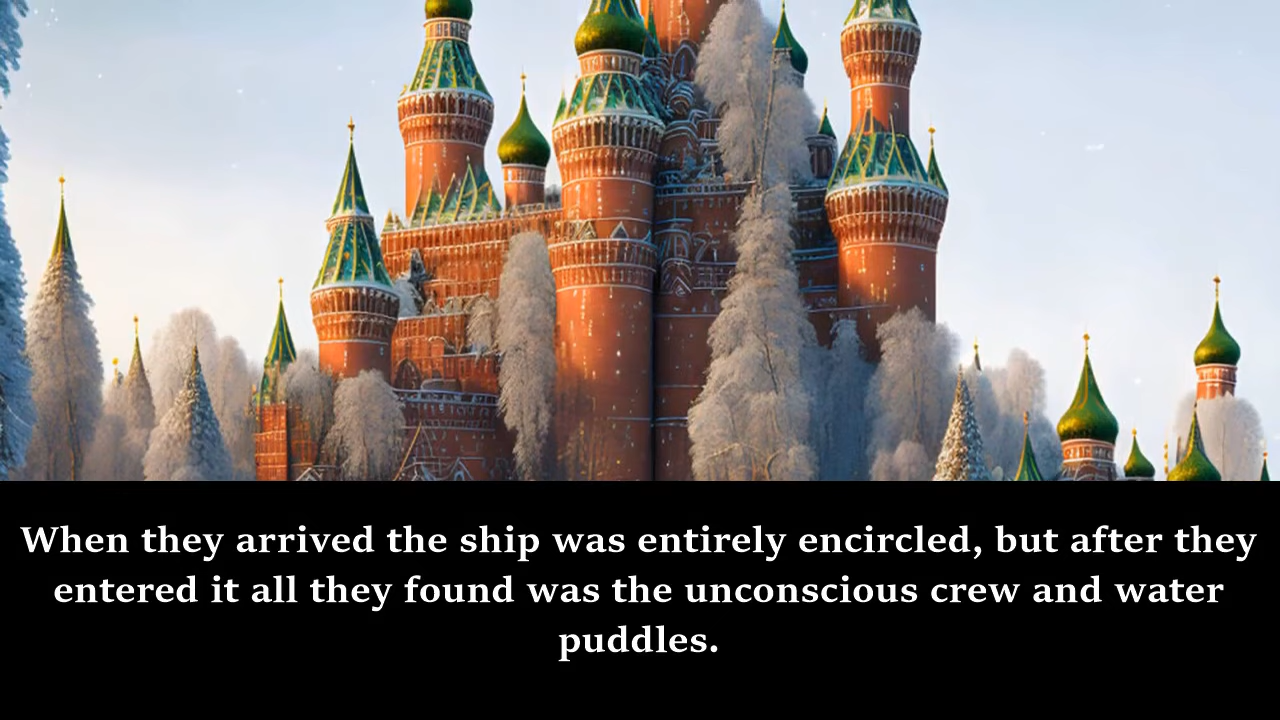 When they arrived the ship was entirely encircled, but after they
entered it all they found was the unconscious crew and water
puddles.